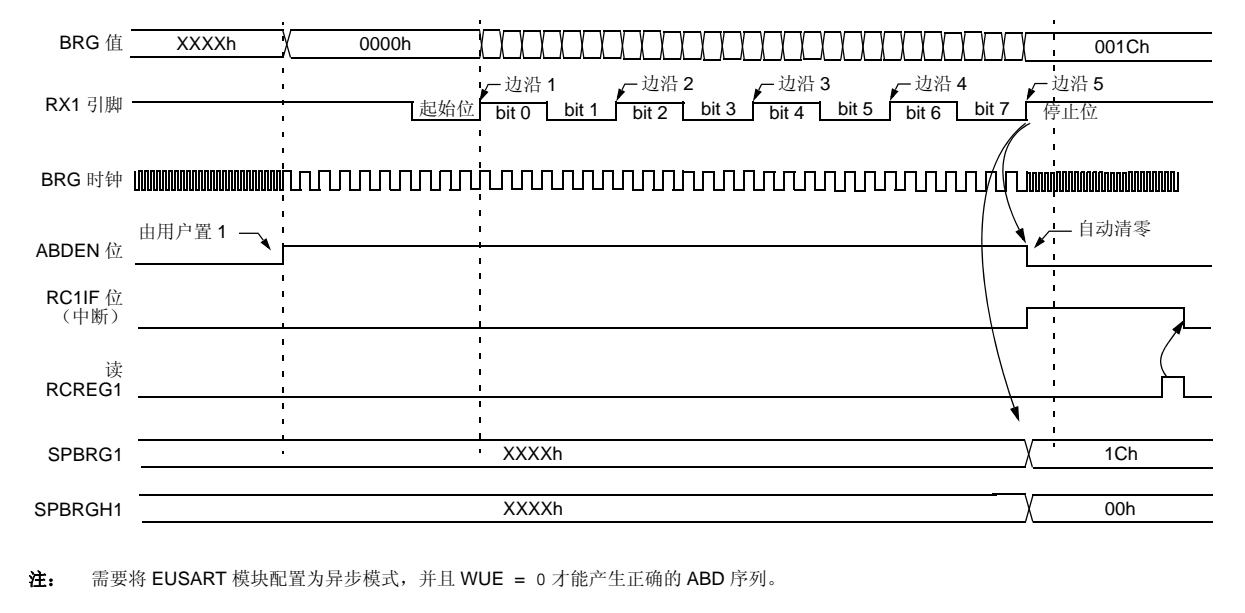 BRG 值 XXXXh 0000h 001Ch
边沿 1 边沿 2 边沿 3 边沿 4 边沿 5
RX1 引脚 起始位 bit 0 bit 1 bit 2 bit 3 bit 4 bit 5 bit 6 bit 7 停止位
BRG 时钟
由用户置 1 自动清零
ABDEN 位
RC1IF 位
（中断）
读
RCREG1
SPBRG1 XXXXh 1Ch
SPBRGH1 XXXXh 00h
注： 需要将 EUSART 模块配置为异步模式，并且 WUE = 0 才能产生正确的 ABD 序列。